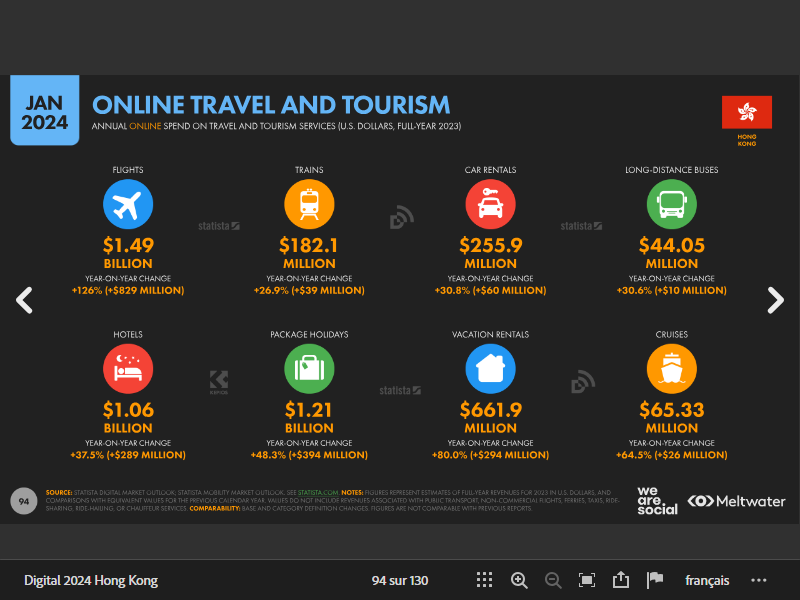 JAN
2024
ONLINE TRAVEL AND TOURISM
ANNUAL ONLINE SPEND ON TRAVEL AND TOURISM SERVICES (U.S. DOLLARS, FULL-YEAR 2023)
HONG
KONG
FLIGHTS
$1.49
BILLION
YEAR-ON-YEAR CHANGE
+126% (+$829 MILLION)
TRAINS
$182.1
MILLION
YEAR-ON-YEAR CHANGE
+26.9% (+$39 MILLION)
CAR RENTALS
$255.9
MILLION
YEAR-ON-YEAR CHANGE
+30.8% (+$60 MILLION)
LONG-DISTANCE BUSES
$44.05
MILLION
YEAR-ON-YEAR CHANGE
+30.6% (+$10 MILLION)
statista
statista
HOTELS
$1.06
BILLION
YEAR-ON-YEAR CHANGE
+37.5% (+$289 MILLION)
PACKAGE HOLIDAYS
$1.21
BILLION
YEAR-ON-YEAR CHANGE
+48.3% (+$394 MILLION)
VACATION RENTALS
$661.9
MILLION
YEAR-ON-YEAR CHANGE
+80.0% (+$294 MILLION)
CRUISES
$65.33
MILLION
YEAR-ON-YEAR CHANGE
+64.5% (+$26 MILLION)
KEPIOS
statista
94
SOURCE: STATISTA DIGITAL MARKET OUTLOOK; STATISTA MOBILITY MARKET OUTLOOK. SEE STATISTA.COM. NOTES: FIGURES REPRESENT ESTIMATES OF FULL-YEAR REVENUES FOR 2023 IN U.S. DOLLARS, AND
COMPARISONS WITH EQUIVALENT VALUES FOR THE PREVIOUS CALENDAR YEAR. VALUES DO NOT INCLUDE REVENUES ASSOCIATED WITH PUBLIC TRANSPORT, NON-COMMERCIAL FLIGHTS, FERRIES, TAXIS, RIDE-
SHARING, RIDE-HAILING, OR CHAUFFEUR SERVICES. COMPARABILITY: BASE AND CATEGORY DEFINITION CHANGES. FIGURES ARE NOT COMPARABLE WITH PREVIOUS REPORTS.
we
are.
social
Meltwater
Digital 2024 Hong Kong
94 sur 130
français